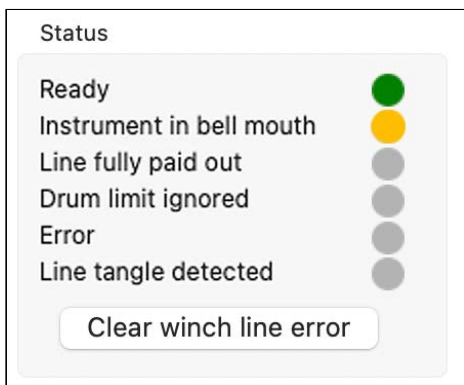 Status
Ready
Instrument in bell mouth
Line fully paid out
Drum limit ignored
Error
Line tangle detected
Clear winch line error